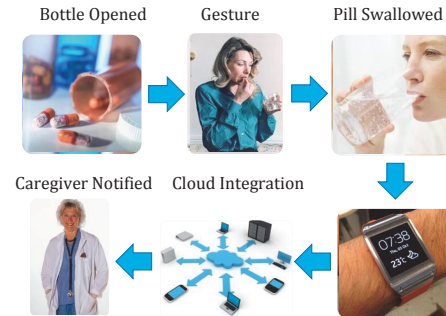 Bottle Opened
Gesture
Pill Swallowed
Caregiver Notified
Cloud Integration
07:38
23°C